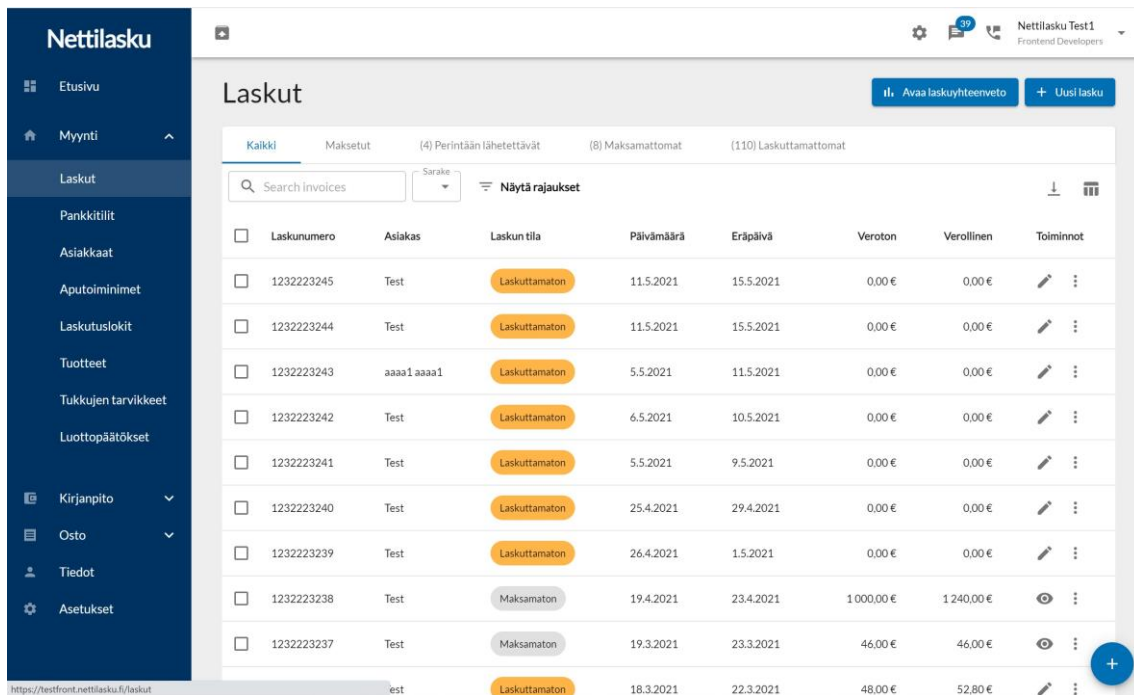 Nettilasku
39
Nettilasku Test1
Frontend Developers
Etusivu
Myynti
Laskut
Pankkitilit
Asiakkaat
Aputoiminimet
Laskutuslokit
Tuotteet
Tukkujen tarvikkeet
Luottopäätökset
Kirjanpito
Osto
Tiedot
Asetukset
Laskut
Avaa laskuyhteenveto
+ Uusi lasku
Kaikki Maksetut (4) Perintään lähetettävät (8) Maksamattomat (110) Laskuttamattomat
Search invoices
Sarake
Näytä rajaukset
Laskunumero Asiakas Laskun tila Päivämäärä Eräpäivä Veroton Verollinen Toiminnot
1232223245 Test Laskuttamaton 11.5.2021 15.5.2021 0,00 € 0,00 €
1232223244 Test Laskuttamaton 11.5.2021 15.5.2021 0,00 € 0,00 €
1232223243 aaaa1 aaaa1 Laskuttamaton 5.5.2021 11.5.2021 0,00 € 0,00 €
1232223242 Test Laskuttamaton 6.5.2021 10.5.2021 0,00 € 0,00 €
1232223241 Test Laskuttamaton 5.5.2021 9.5.2021 0,00 € 0,00 €
1232223240 Test Laskuttamaton 25.4.2021 29.4.2021 0,00 € 0,00 €
1232223239 Test Laskuttamaton 26.4.2021 1.5.2021 0,00 € 0,00 €
1232223238 Test Maksamaton 19.4.2021 23.4.2021 1 000,00 € 1 240,00 €
1232223237 Test Maksamaton 19.3.2021 23.3.2021 46,00 € 46,00 €
Laskuttamaton 18.3.2021 22.3.2021 48,00 € 52,80 €
+
https://testfront.nettilasku.fi/laskut